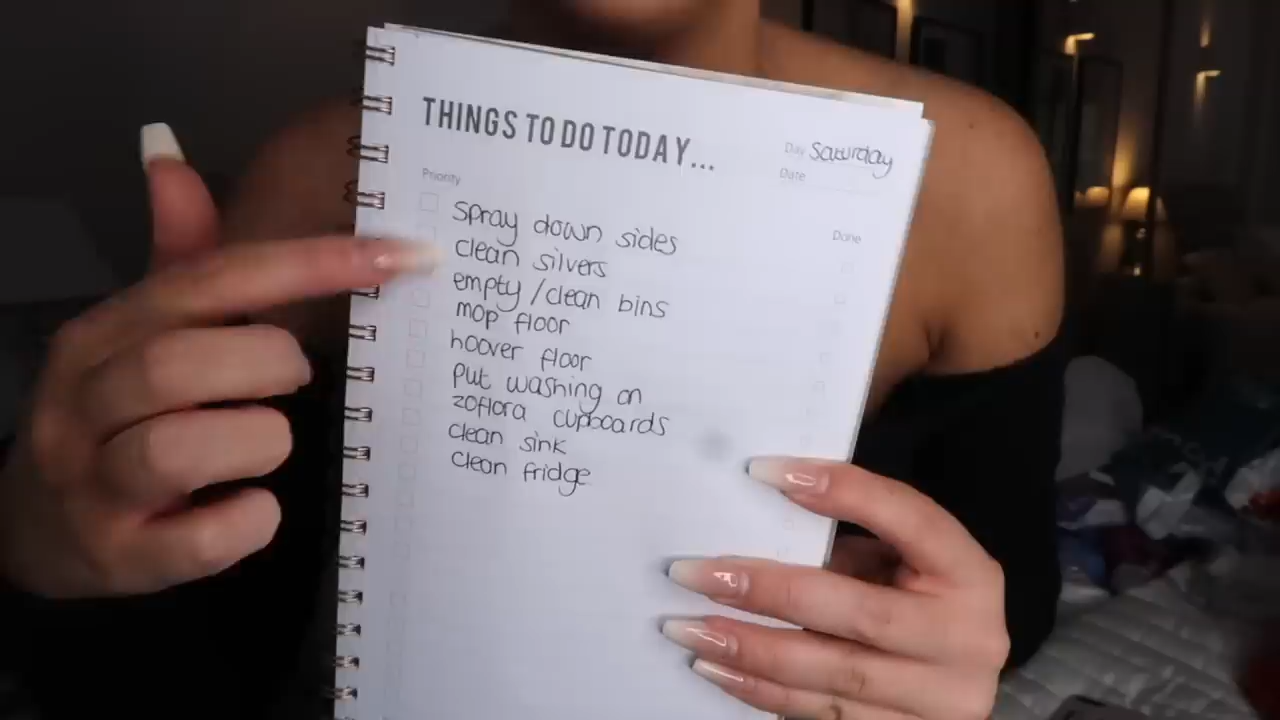 THINGS TO DO TODAY...
Day Saturday
Date
Priority
Done
spray down sides
clean silvers
empty /clean bins
mop floor
hoover floor
put washing on
zoflora cupboards
clean sink
clean fridge